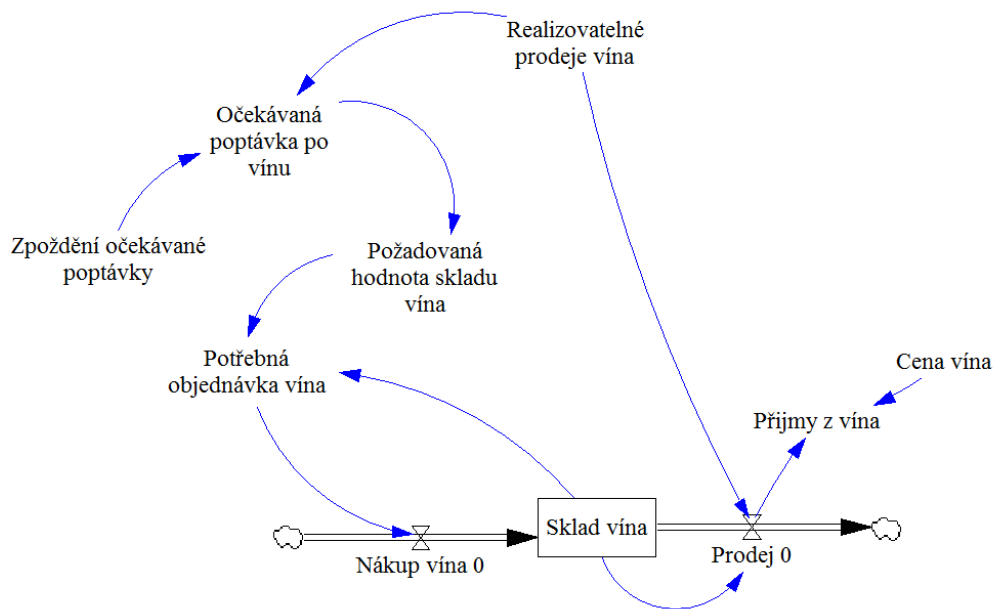 Realizovatelné
prodeje vína
Očekávaná
poptávka po
vínu
Zpoždění očekávané
poptávky
Požadovaná
hodnota skladu
vína
Potřebná
objednávka vína
Cena vína
Přijmy z vína
Sklad vína
Nákup vína 0
Prodej 0